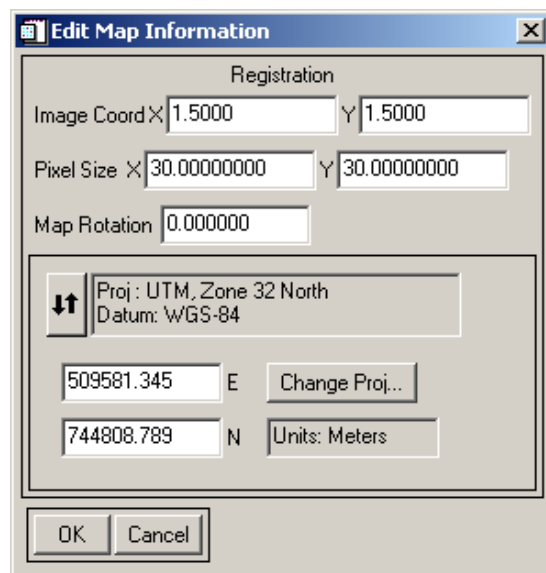 Edit Map Information
Registration
Image Coord X 1.5000 Y 1.5000
Pixel Size X 30.00000000 Y 30.00000000
Map Rotation 0.000000
Proj : UTM, Zone 32 North
Datum: WGS-84
509581.345 E Change Proj...
744808.789 N Units: Meters
OK Cancel